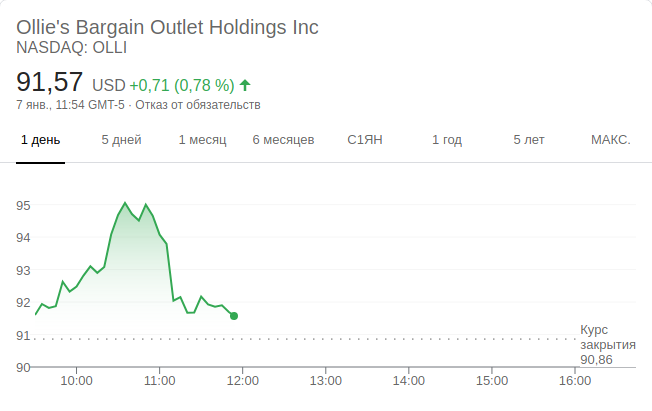 Ollie's Bargain Outlet Holdings Inc
NASDAQ: OLLI
91,57 USD +0,71 (0,78 %)
7 янв., 11:54 GMT-5 · Отказ от обязательств
1 день 5 дней 1 месяц 6 месяцев С1ЯН 1 год 5 лет МАКС.
95
94
93
92
91
90
Курс
закрытия
90,86
10:00 11:00 12:00 13:00 14:00 15:00 16:00